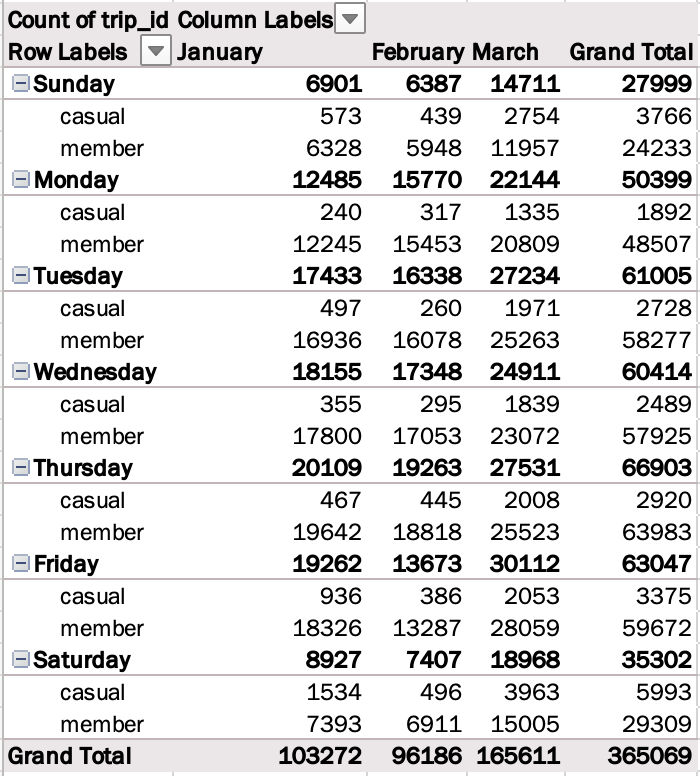 Count of trip_id Column Labels
Row Labels January February March Grand Total
Sunday 6901 6387 14711 27999
casual 573 439 2754 3766
member 6328 5948 11957 24233
Monday 12485 15770 22144 50399
casual 240 317 1335 1892
member 12245 15453 20809 48507
Tuesday 17433 16338 27234 61005
casual 497 260 1971 2728
member 16936 16078 25263 58277
Wednesday 18155 17348 24911 60414
casual 355 295 1839 2489
member 17800 17053 23072 57925
Thursday 20109 19263 27531 66903
casual 467 445 2008 2920
member 19642 18818 25523 63983
Friday 19262 13673 30112 63047
casual 936 386 2053 3375
member 18326 13287 28059 59672
Saturday 8927 7407 18968 35302
casual 1534 496 3963 5993
member 7393 6911 15005 29309
Grand Total 103272 96186 165611 365069